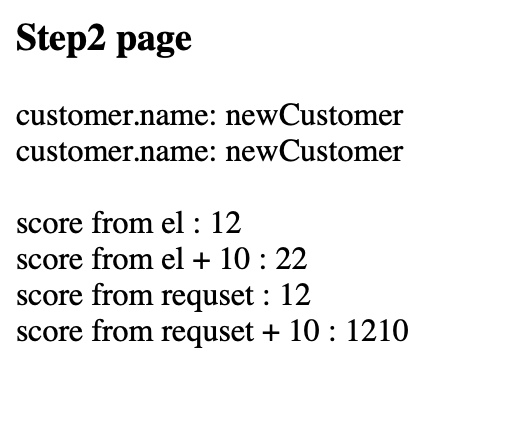 Step2 page
customer.name: newCustomer
customer.name: newCustomer
score from el : 12
score from el + 10 : 22
score from requset : 12
score from requset + 10 : 1210